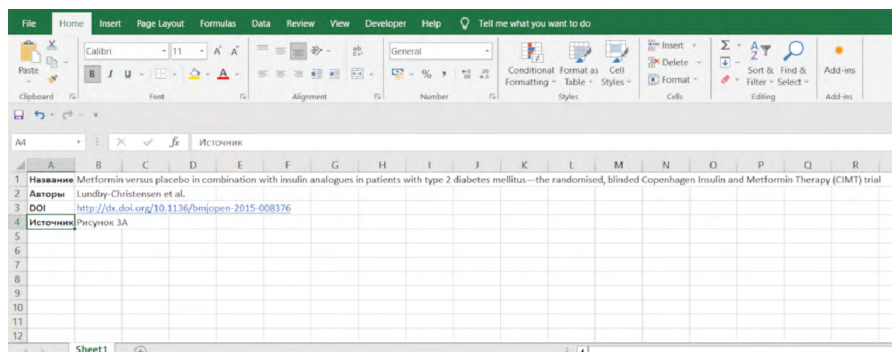 File Home Insert Page Layout Formulas Data Review View Developer Help Tell me what you want to do
Paste
Calibri 11 A A
B I U A
General
% ,
Conditional Formatting
Format as Table
Cell Styles
Insert
Delete
Format
Sort & Filter
Find & Select
Add-ins
Clipboard Font Alignment Number Styles Cells Editing Add-ins
A4 fx Источник
A B C D E F G H I J K L M N O P Q R
1 Название Metformin versus placebo in combination with insulin analogues in patients with type 2 diabetes mellitus—the randomised, blinded Copenhagen Insulin and Metformin Therapy (CIMT) trial
2 Авторы Lundby-Christensen et al.
3 DOI http://dx.doi.org/10.1136/bmjopen-2015-008376
4 Источник Рисунок 3А
5
6
7
8
9
10
11
12
Sheet1